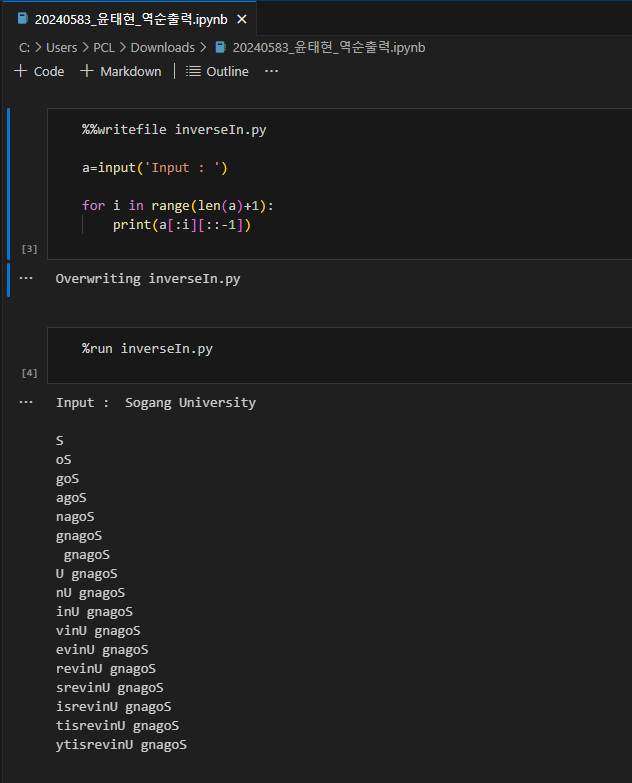 20240583_윤태현_역순출력.ipynb ×
C: > Users > PCL > Downloads > 20240583_윤태현_역순출력.ipynb
+ Code + Markdown | Outline ...
%%writefile inverseIn.py
a=input('Input : ')
for i in range(len(a)+1):
    print(a[:i][::-1])
[3]
... Overwriting inverseIn.py
%run inverseIn.py
[4]
... Input :  Sogang University
S
oS
goS
agoS
nagoS
gnagoS
 gnagoS
U gnagoS
nU gnagoS
inU gnagoS
vinU gnagoS
evinU gnagoS
revinU gnagoS
srevinU gnagoS
isrevinU gnagoS
tisrevinU gnagoS
ytisrevinU gnagoS